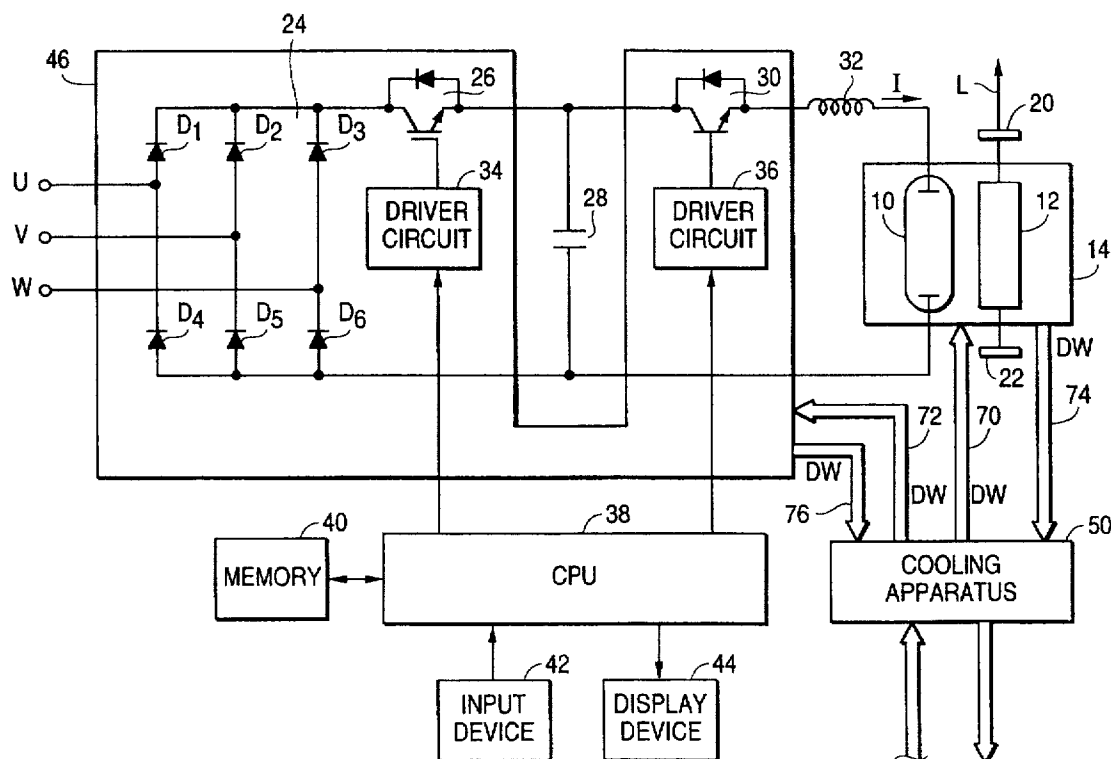 24
46
26
30
32
I
L
20
D1 D2 D3
U
34
36
10
12
DRIVER
CIRCUIT
28
DRIVER
CIRCUIT
14
V
W
D4 D5 D6
DW
22
74
72
70
DW
DW
DW
76
50
40
38
MEMORY
CPU
COOLING
APPARATUS
42
44
INPUT
DEVICE
DISPLAY
DEVICE